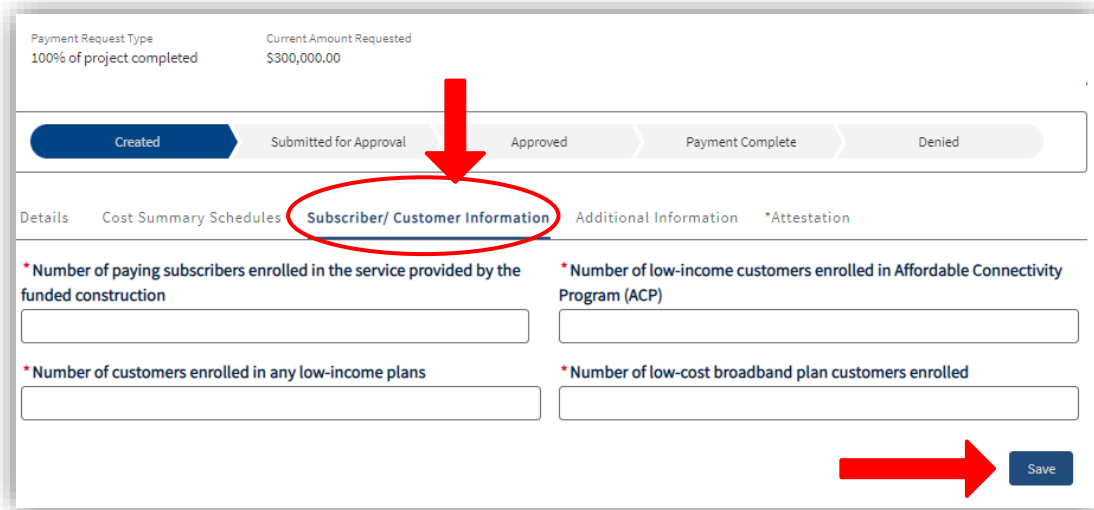 Payment Request Type Current Amount Requested
100% of project completed $300,000.00
Created Submitted for Approval Approved Payment Complete Denied
Details Cost Summary Schedules Subscriber/ Customer Information Additional Information *Attestation
*Number of paying subscribers enrolled in the service provided by the
funded construction
*Number of low-income customers enrolled in Affordable Connectivity
Program (ACP)
*Number of customers enrolled in any low-income plans
*Number of low-cost broadband plan customers enrolled
Save